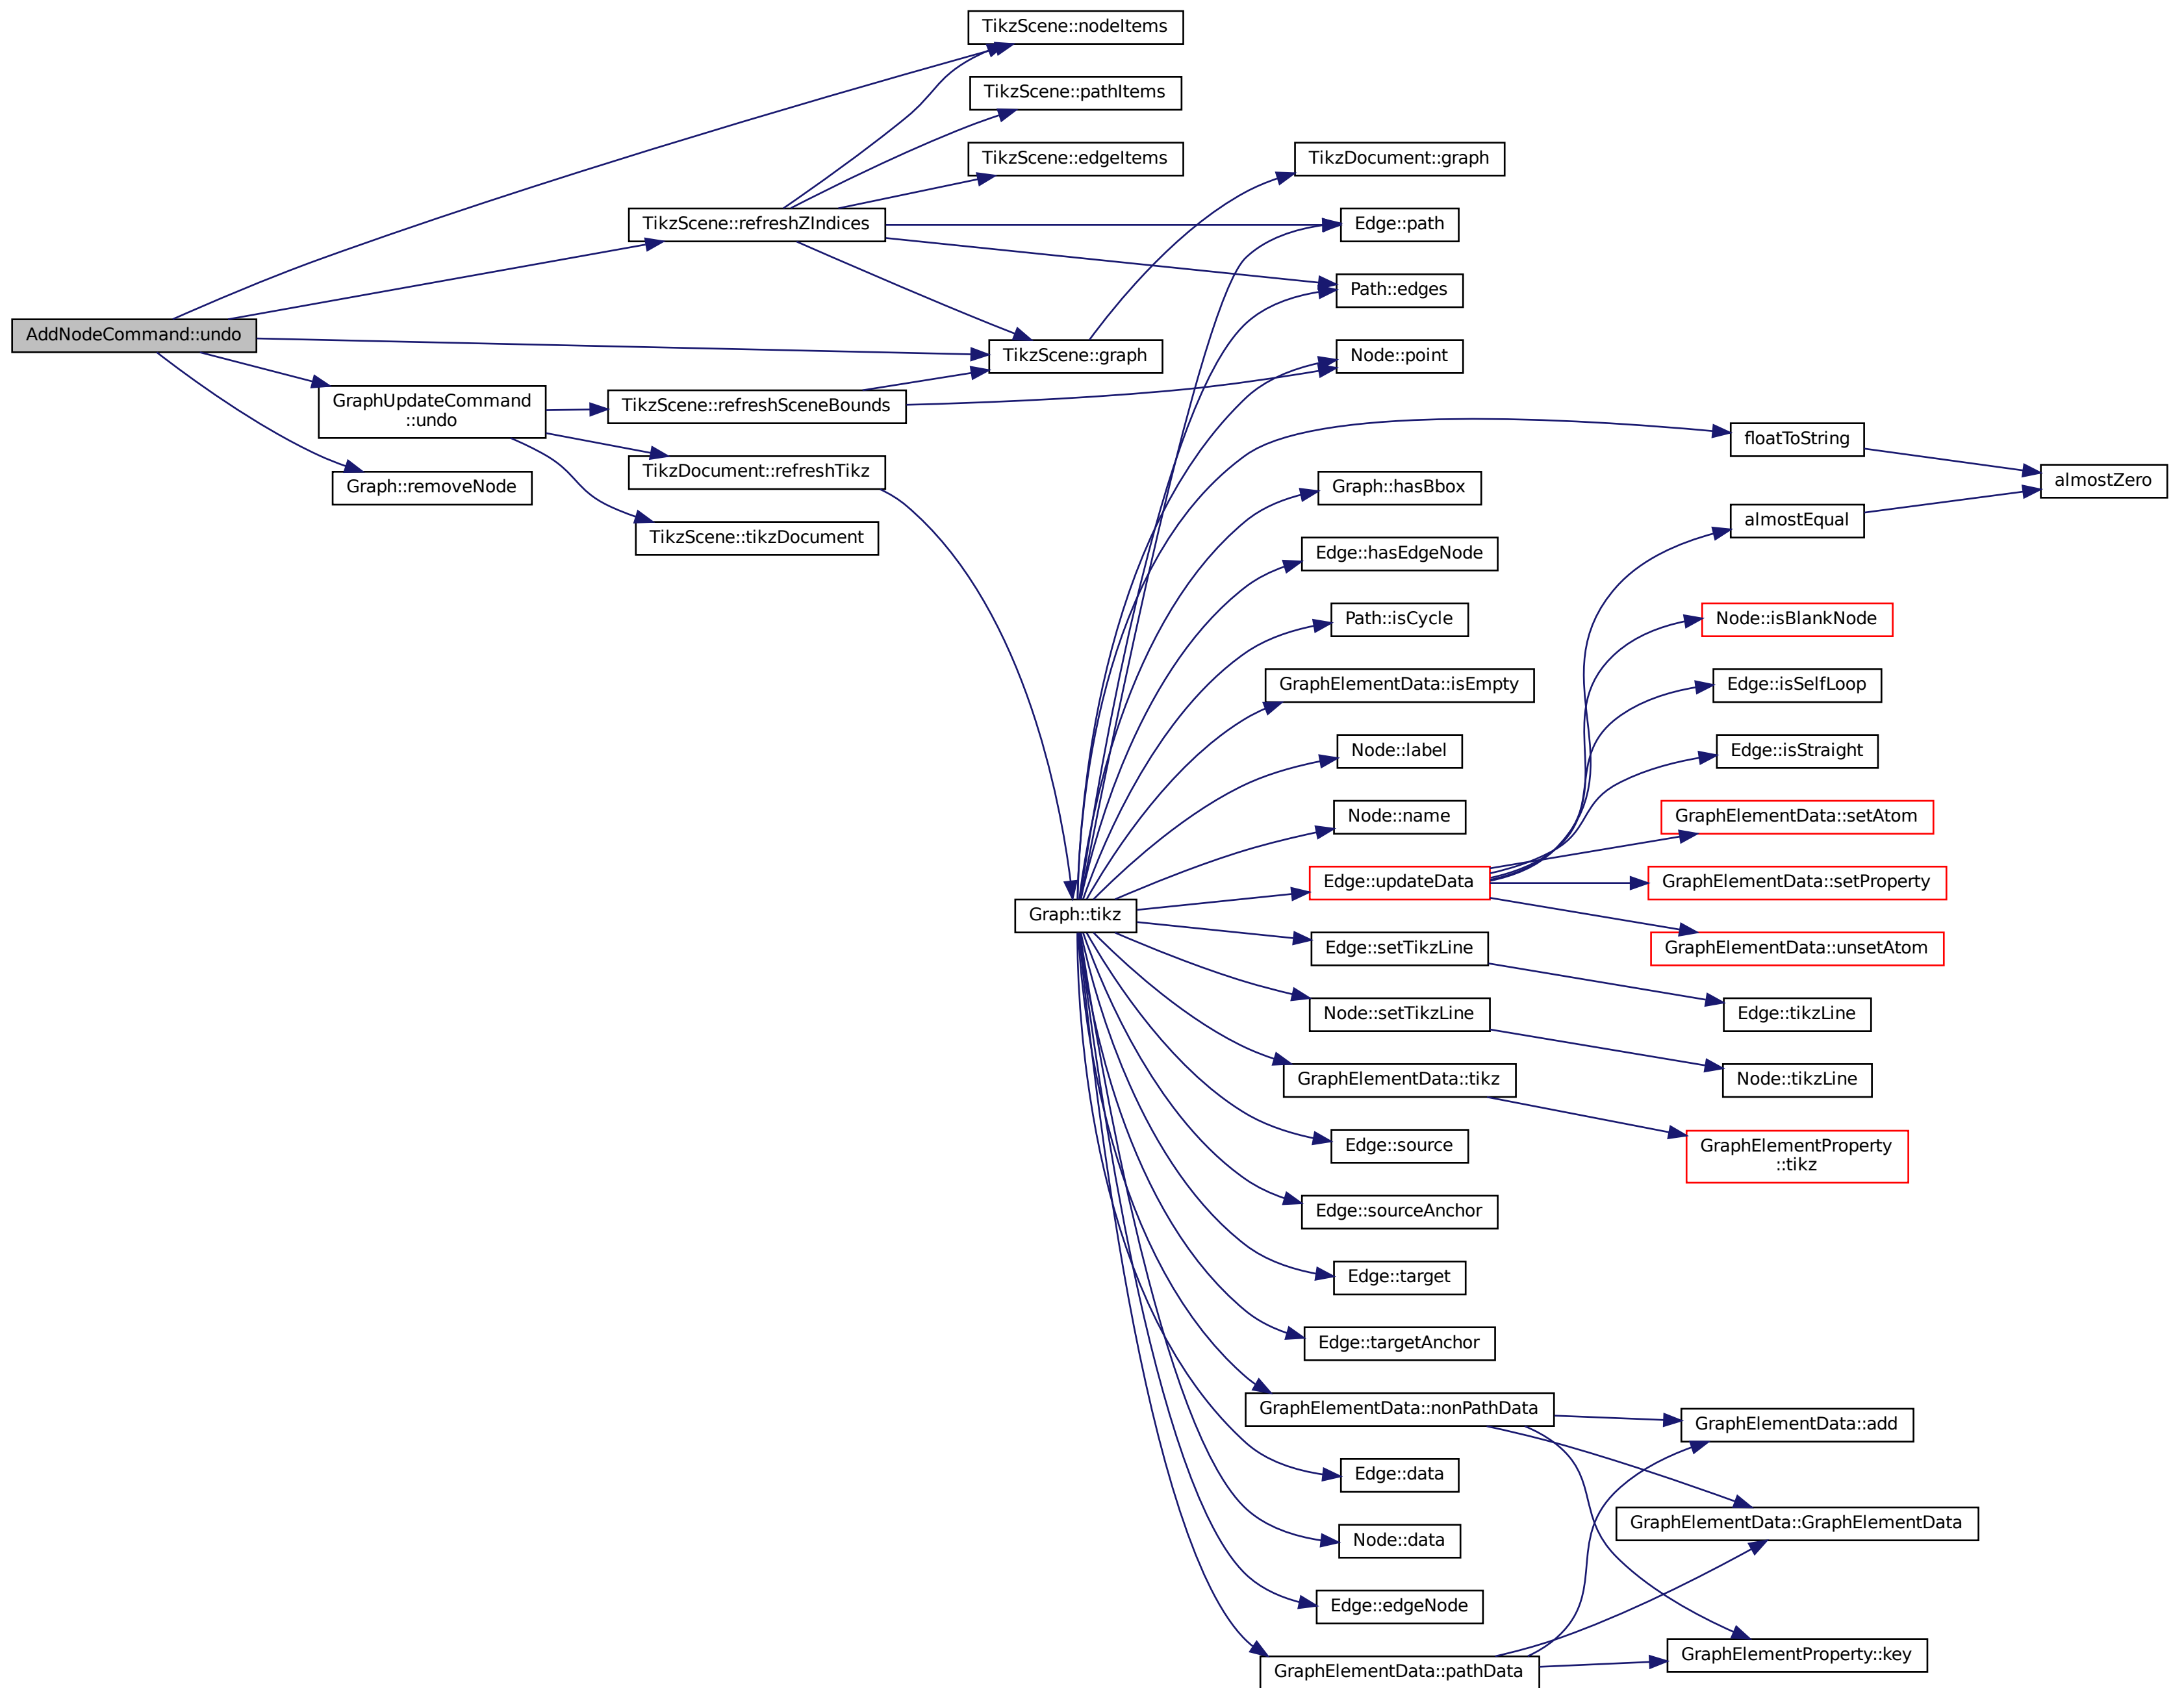 AddNodeCommand::undo
GraphUpdateCommand
::undo
Graph::removeNode
TikzScene::refreshZIndices
TikzScene::refreshSceneBounds
TikzDocument::refreshTikz
TikzScene::tikzDocument
TikzScene::nodeItems
TikzScene::pathItems
TikzScene::edgeItems
TikzScene::graph
Graph::tikz
TikzDocument::graph
Edge::path
Path::edges
Node::point
Graph::hasBbox
Edge::hasEdgeNode
Path::isCycle
GraphElementData::isEmpty
Node::label
Node::name
Edge::updateData
Edge::setTikzLine
Node::setTikzLine
GraphElementData::tikz
Edge::source
Edge::sourceAnchor
Edge::target
Edge::targetAnchor
GraphElementData::nonPathData
Edge::data
Node::data
Edge::edgeNode
GraphElementData::pathData
floatToString
almostEqual
Node::isBlankNode
Edge::isSelfLoop
Edge::isStraight
GraphElementData::setAtom
GraphElementData::setProperty
GraphElementData::unsetAtom
Edge::tikzLine
Node::tikzLine
GraphElementProperty
::tikz
GraphElementData::add
GraphElementData::GraphElementData
GraphElementProperty::key
almostZero